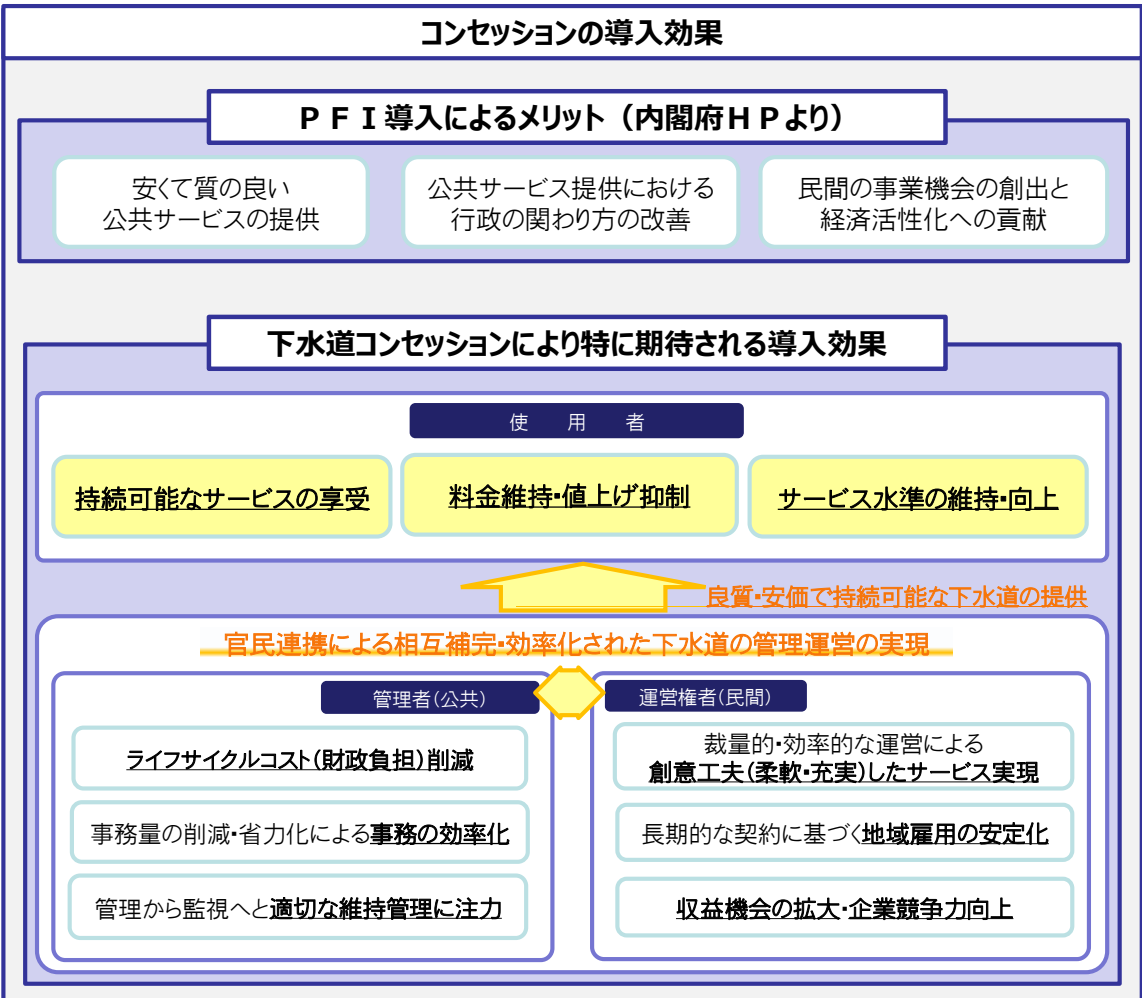 コンセッションの導入効果
ＰＦＩ導入によるメリット（内閣府ＨＰより）
安くて質の良い
公共サービスの提供
公共サービス提供における
行政の関わり方の改善
民間の事業機会の創出と
経済活性化への貢献
下水道コンセッションにより特に期待される導入効果
使　用　者
持続可能なサービスの享受
料金維持・値上げ抑制
サービス水準の維持・向上
良質・安価で持続可能な下水道の提供
官民連携による相互補完・効率化された下水道の管理運営の実現
管理者（公共）
ライフサイクルコスト（財政負担）削減
事務量の削減・省力化による事務の効率化
管理から監視へと適切な維持管理に注力
運営権者（民間）
裁量的・効率的な運営による
創意工夫（柔軟・充実）したサービス実現
長期的な契約に基づく地域雇用の安定化
収益機会の拡大・企業競争力向上